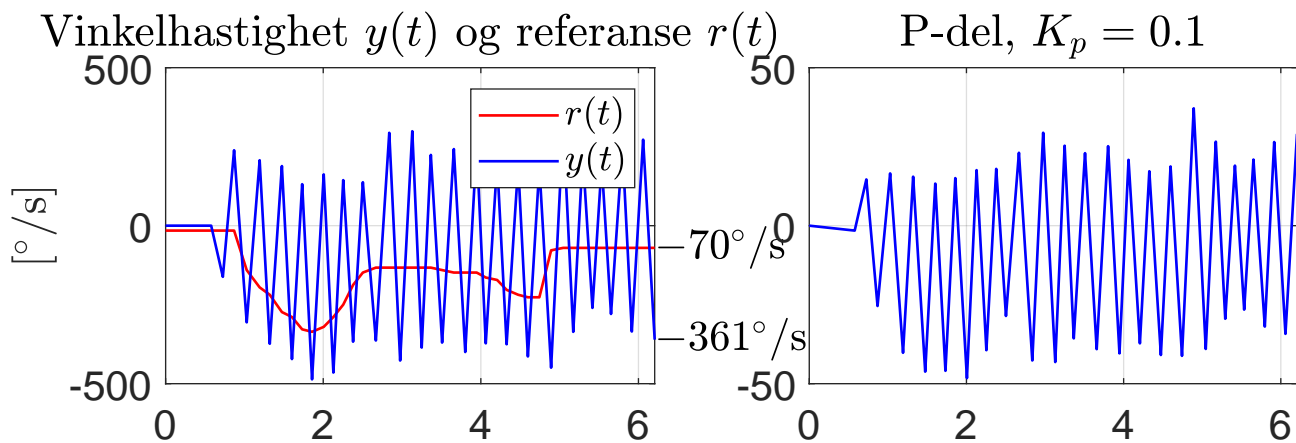 Vinkelhastighet y(t) og referanse r(t)
500
0
-500
[°/s]
0
2
4
6
r(t)
y(t)
−70°/s
−361°/s
P-del, K_p = 0.1
50
0
-50
0
2
4
6